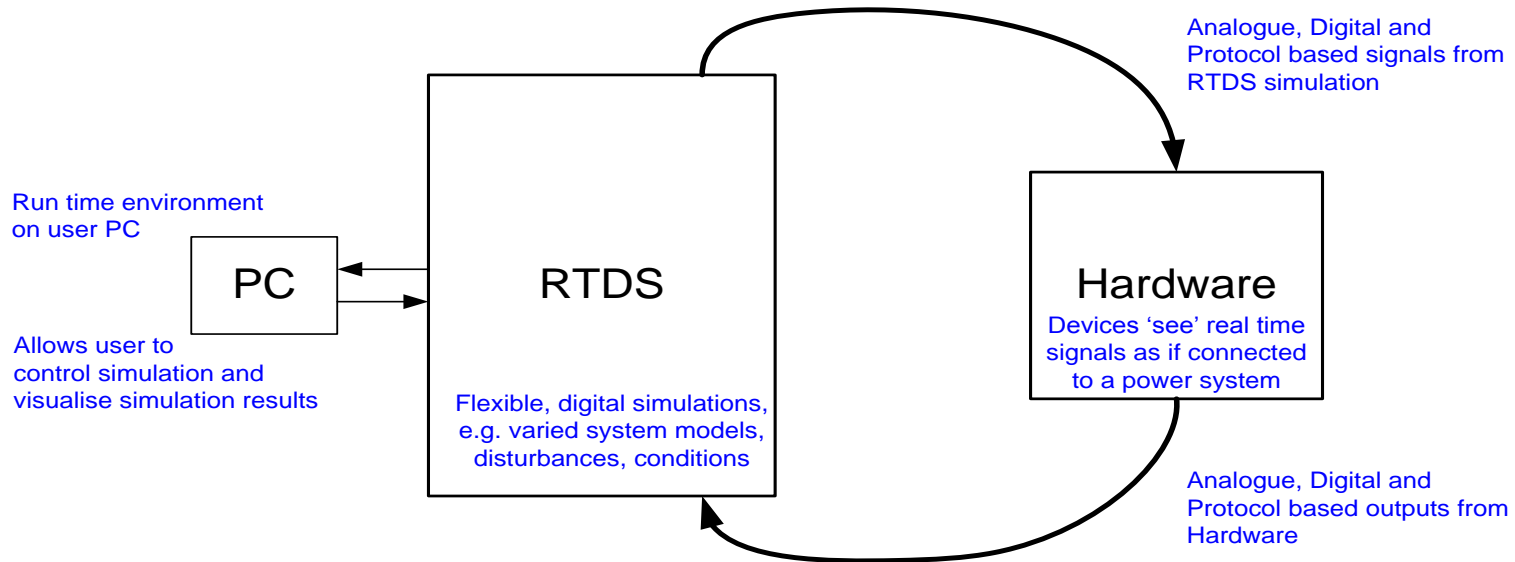 Analogue, Digital and
Protocol based signals from
RTDS simulation
Run time environment
on user PC
PC
Allows user to
control simulation and
visualise simulation results
RTDS
Flexible, digital simulations,
e.g. varied system models,
disturbances, conditions
Hardware
Devices ‘see’ real time
signals as if connected
to a power system
Analogue, Digital and
Protocol based outputs from
Hardware